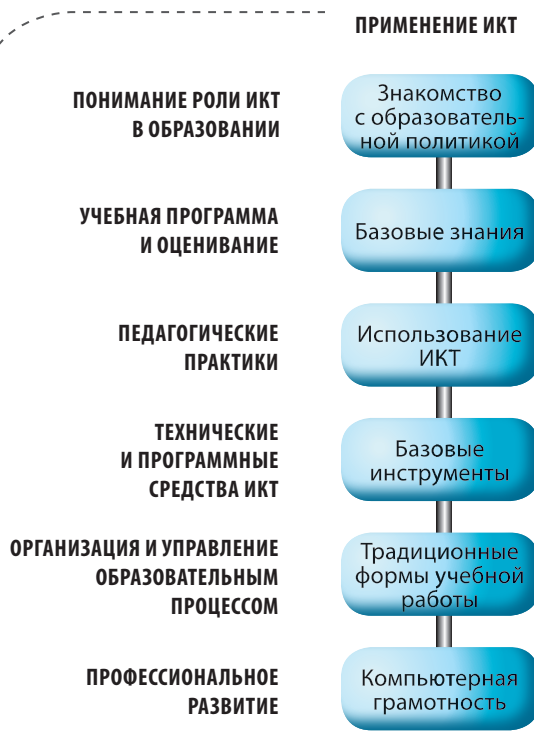 ПРИМЕНЕНИЕ ИКТ
ПОНИМАНИЕ РОЛИ ИКТ
В ОБРАЗОВАНИИ
Знакомство
с образователь-
ной политикой
УЧЕБНАЯ ПРОГРАММА
И ОЦЕНИВАНИЕ
Базовые знания
ПЕДАГОГИЧЕСКИЕ
ПРАКТИКИ
Использование
ИКТ
ТЕХНИЧЕСКИЕ
И ПРОГРАММНЫЕ
СРЕДСТВА ИКТ
Базовые
инструменты
ОРГАНИЗАЦИЯ И УПРАВЛЕНИЕ
ОБРАЗОВАТЕЛЬНЫМ
ПРОЦЕССОМ
Традиционные
формы учебной
работы
ПРОФЕССИОНАЛЬНОЕ
РАЗВИТИЕ
Компьютерная
грамотность